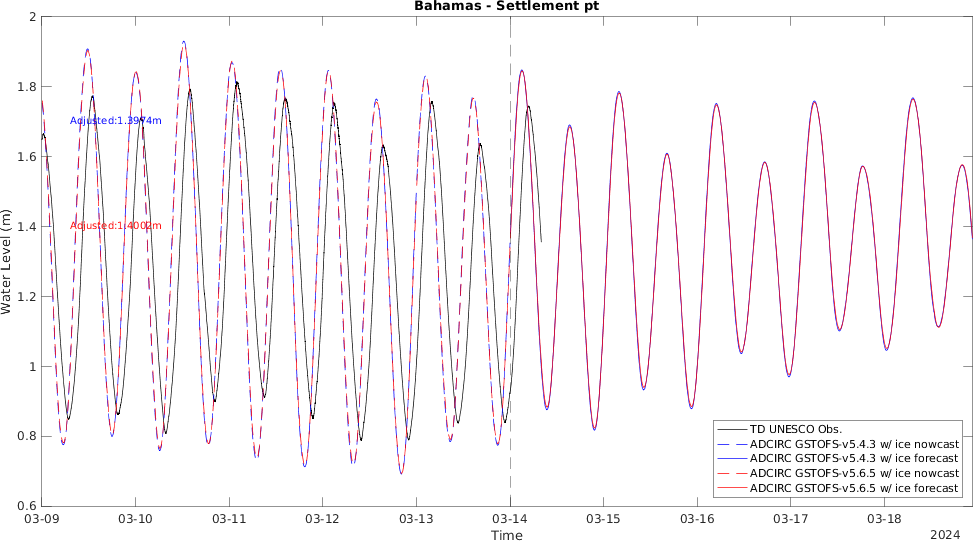 Bahamas - Settlement pt
2
1.8
1.6
1.4
1.2
1
0.8
0.6
Water Level (m)
Adjusted:1.3974m
Adjusted:1.4002m
TD UNESCO Obs.
ADCIRC GSTOFS-v5.4.3 w/ ice nowcast
ADCIRC GSTOFS-v5.4.3 w/ ice forecast
ADCIRC GSTOFS-v5.6.5 w/ ice nowcast
ADCIRC GSTOFS-v5.6.5 w/ ice forecast
03-09 03-10 03-11 03-12 03-13 03-14 03-15 03-16 03-17 03-18
Time
2024